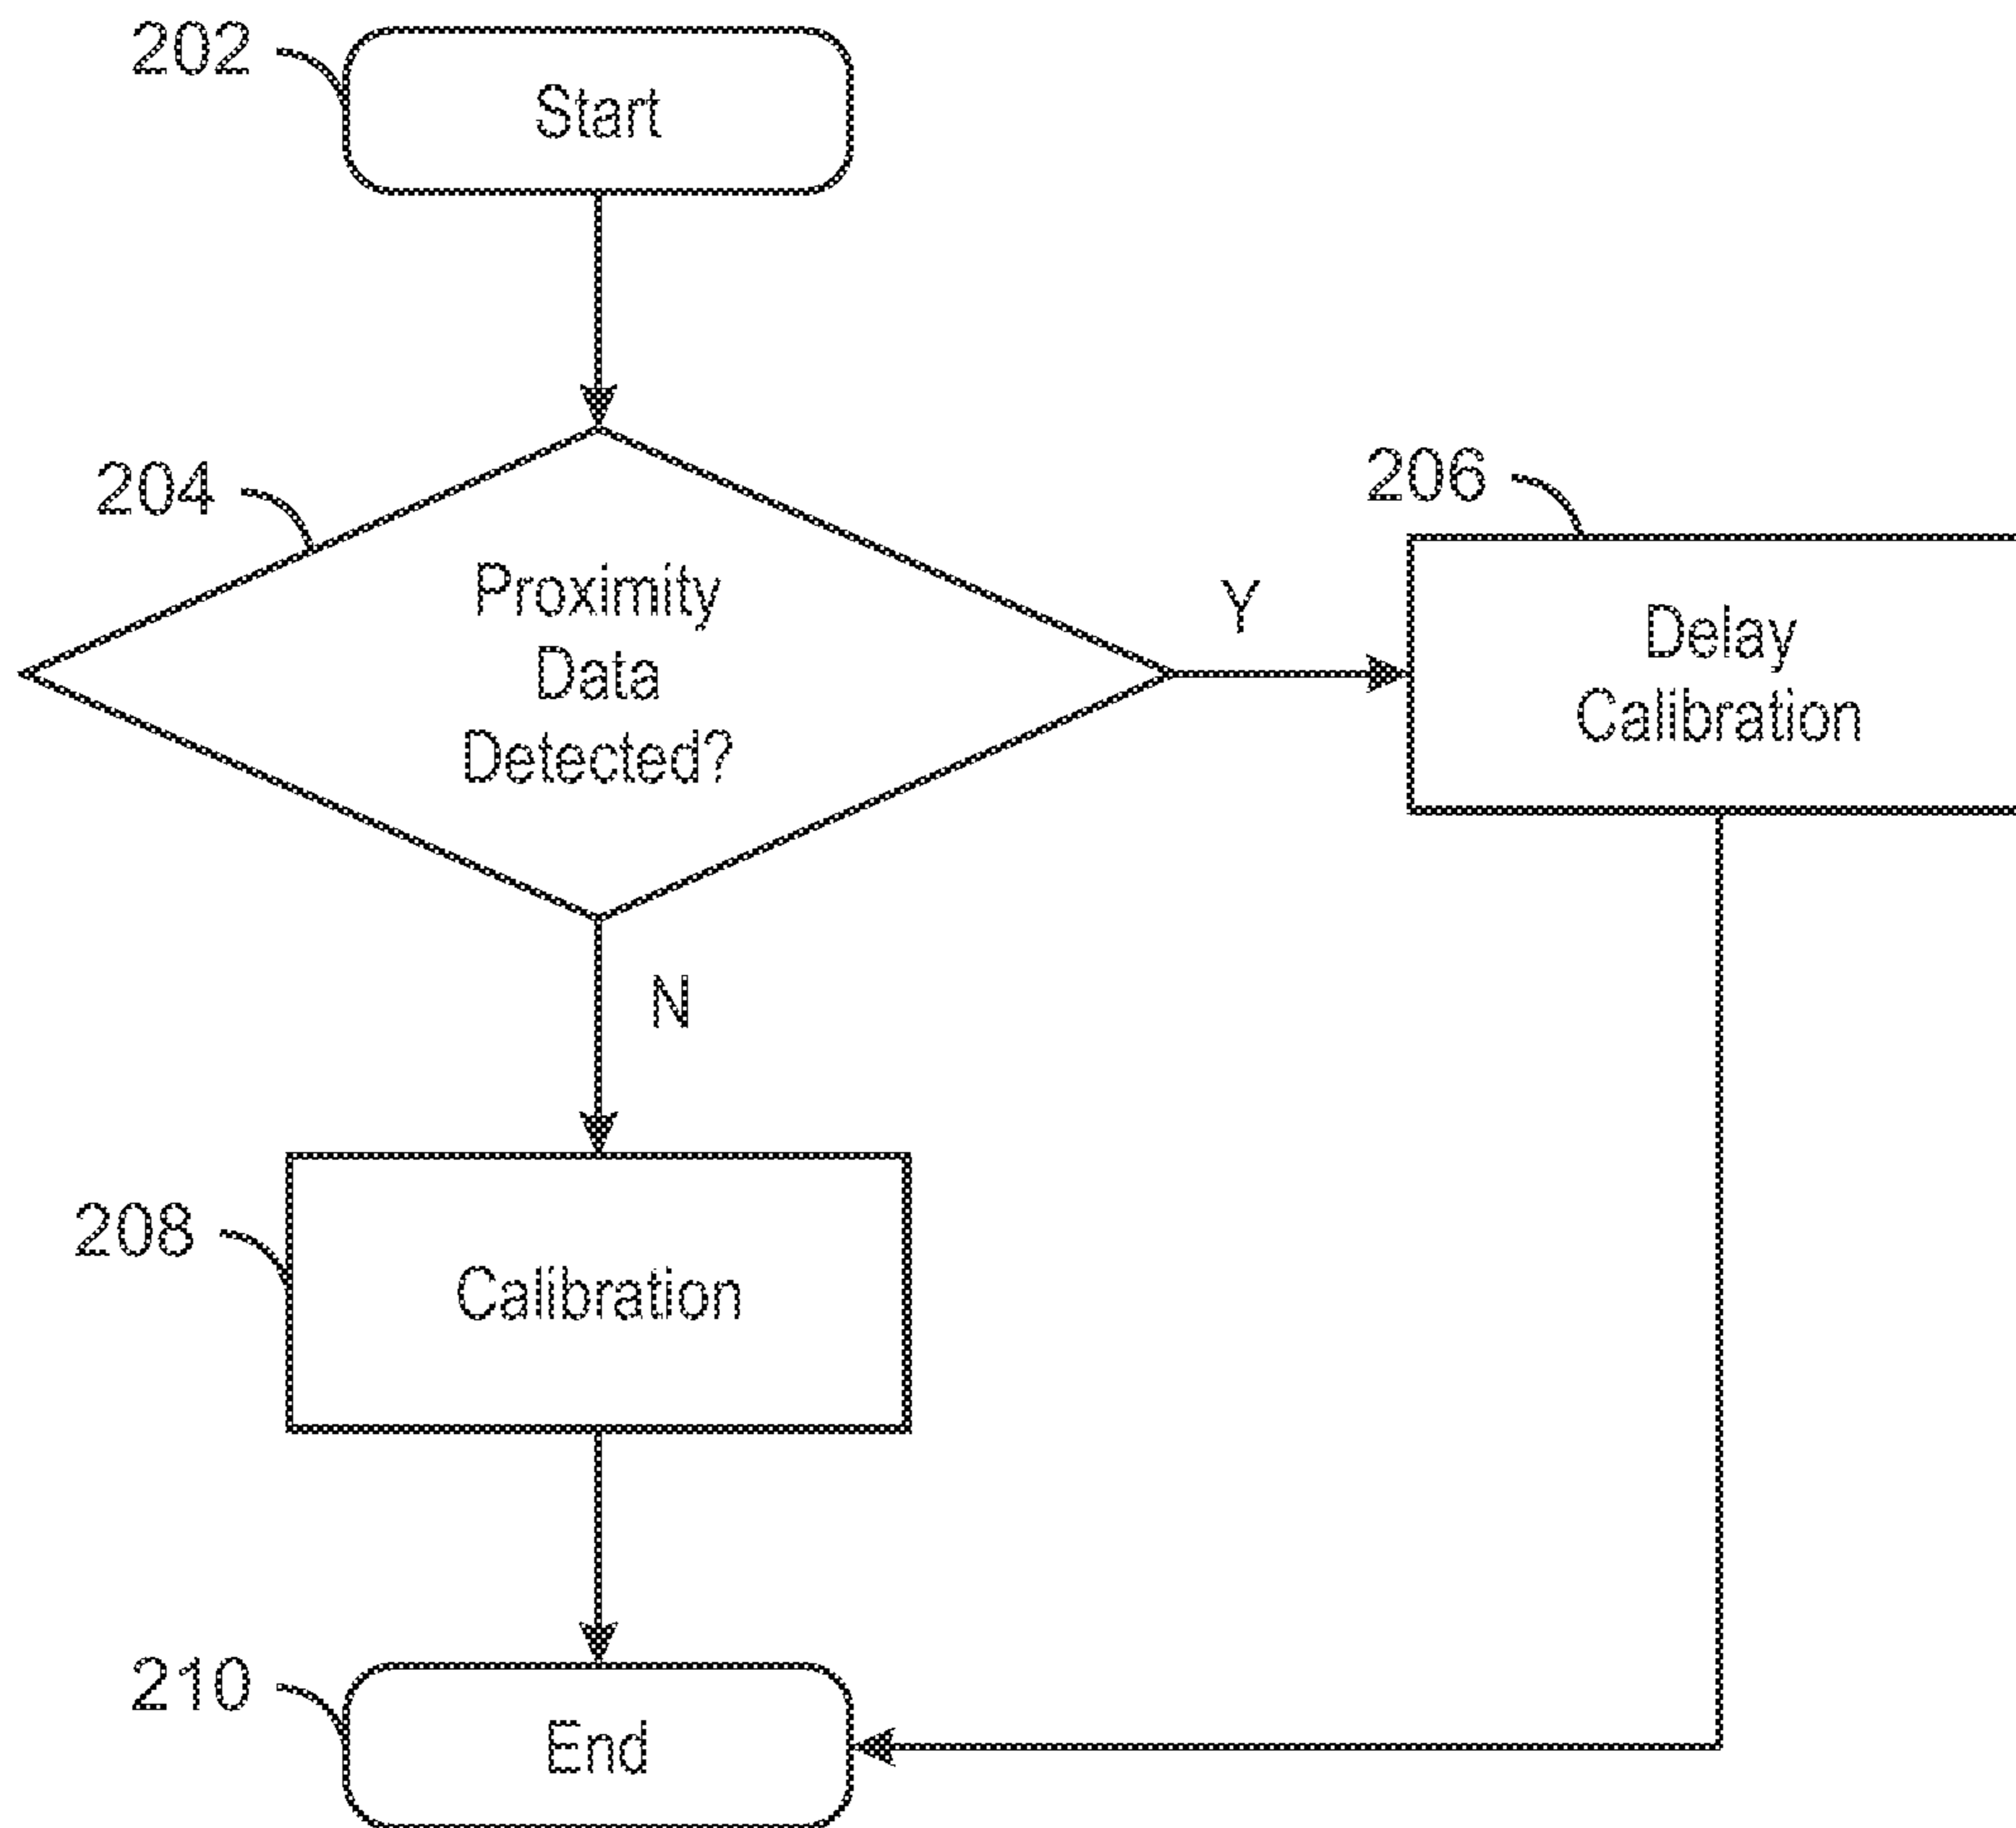 202
Start
204
Proximity
Data
Detected?
Y
206
Delay
Calibration
N
208
Calibration
210
End